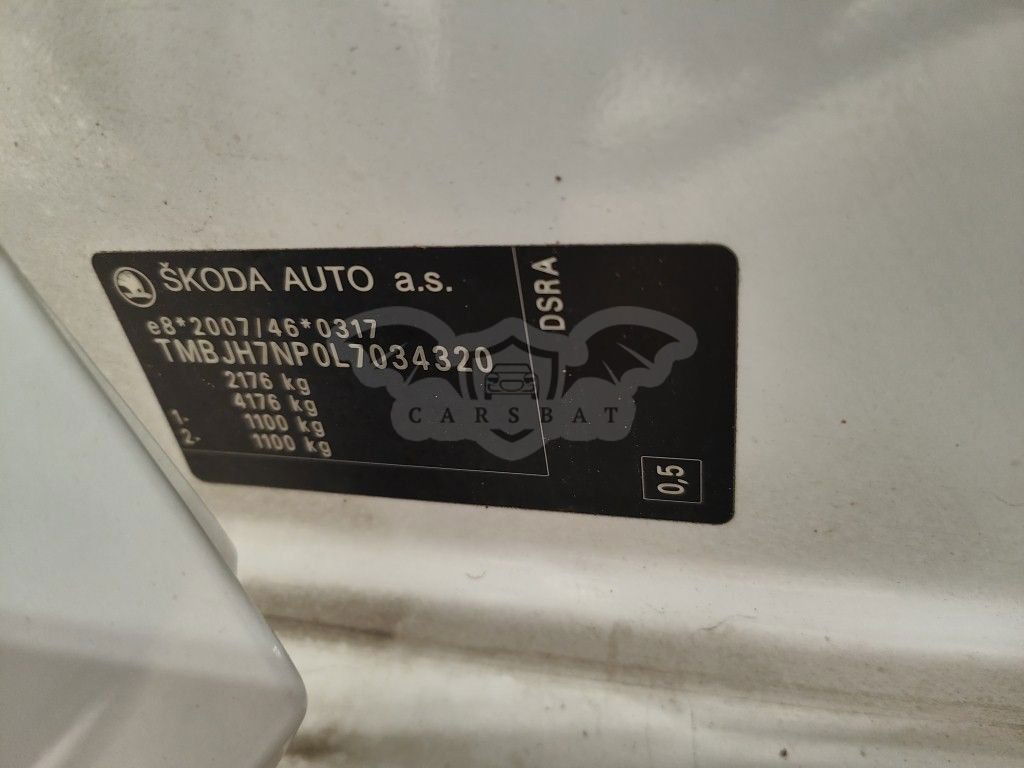 ŠKODA AUTO a.s.
e8*2007/46*0317
TMBJH7NP0L7034320
2176 kg
4176 kg
1- 1100 kg
2- 1100 kg
DSRA
0,5
CARSBAT